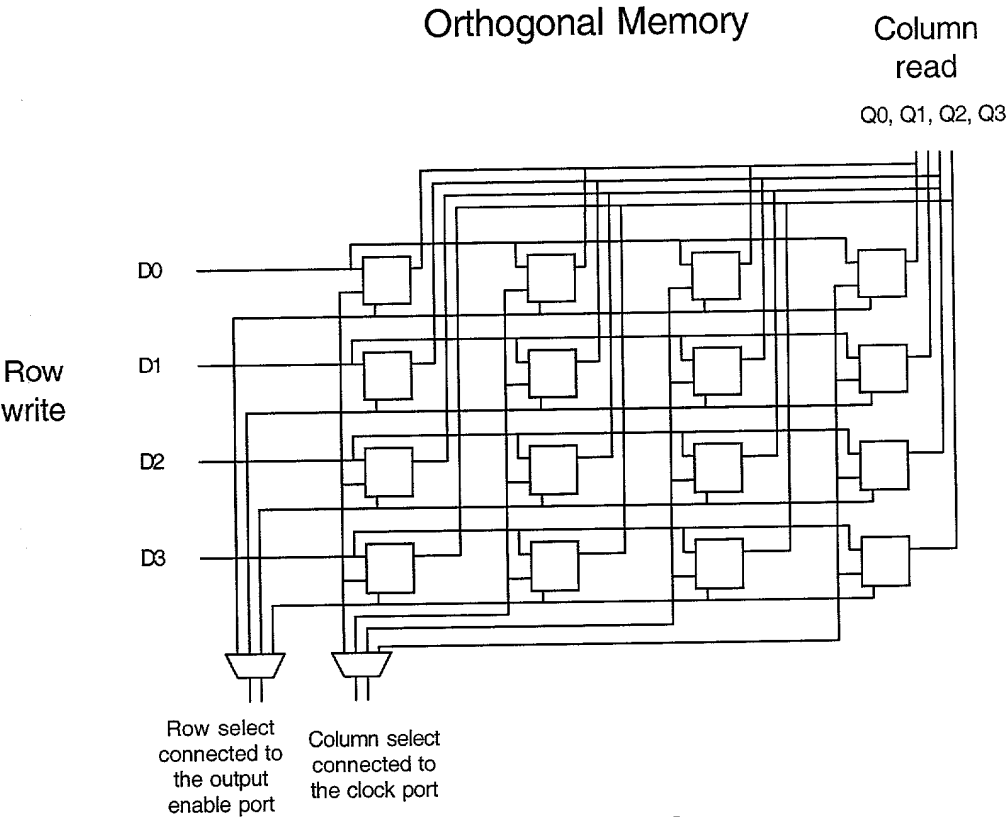 Orthogonal Memory
Column
read
Q0, Q1, Q2, Q3
D0
D1
Row
write
D2
D3
Row select
connected to
the output
enable port
Column select
connected to
the clock port